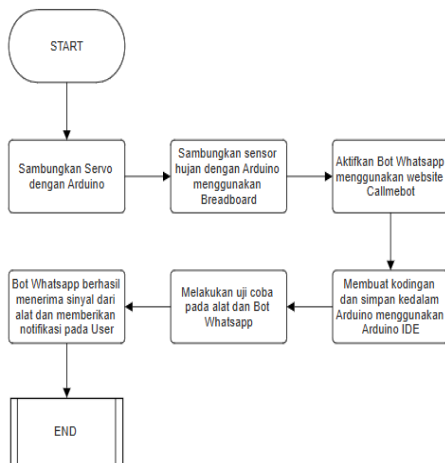 START
Sambungkan Servo
dengan Arduino
Sambungkan sensor
hujan dengan Arduino
menggunakan
Breadboard
Aktifkan Bot Whatsapp
menggunakan website
Callmebot
Membuat kodingan
dan simpan kedalam
Arduino menggunakan
Arduino IDE
Melakukan uji coba
pada alat dan Bot
Whatsapp
Bot Whatsapp berhasil
menerima sinyal dari
alat dan memberikan
notifikasi pada User
END